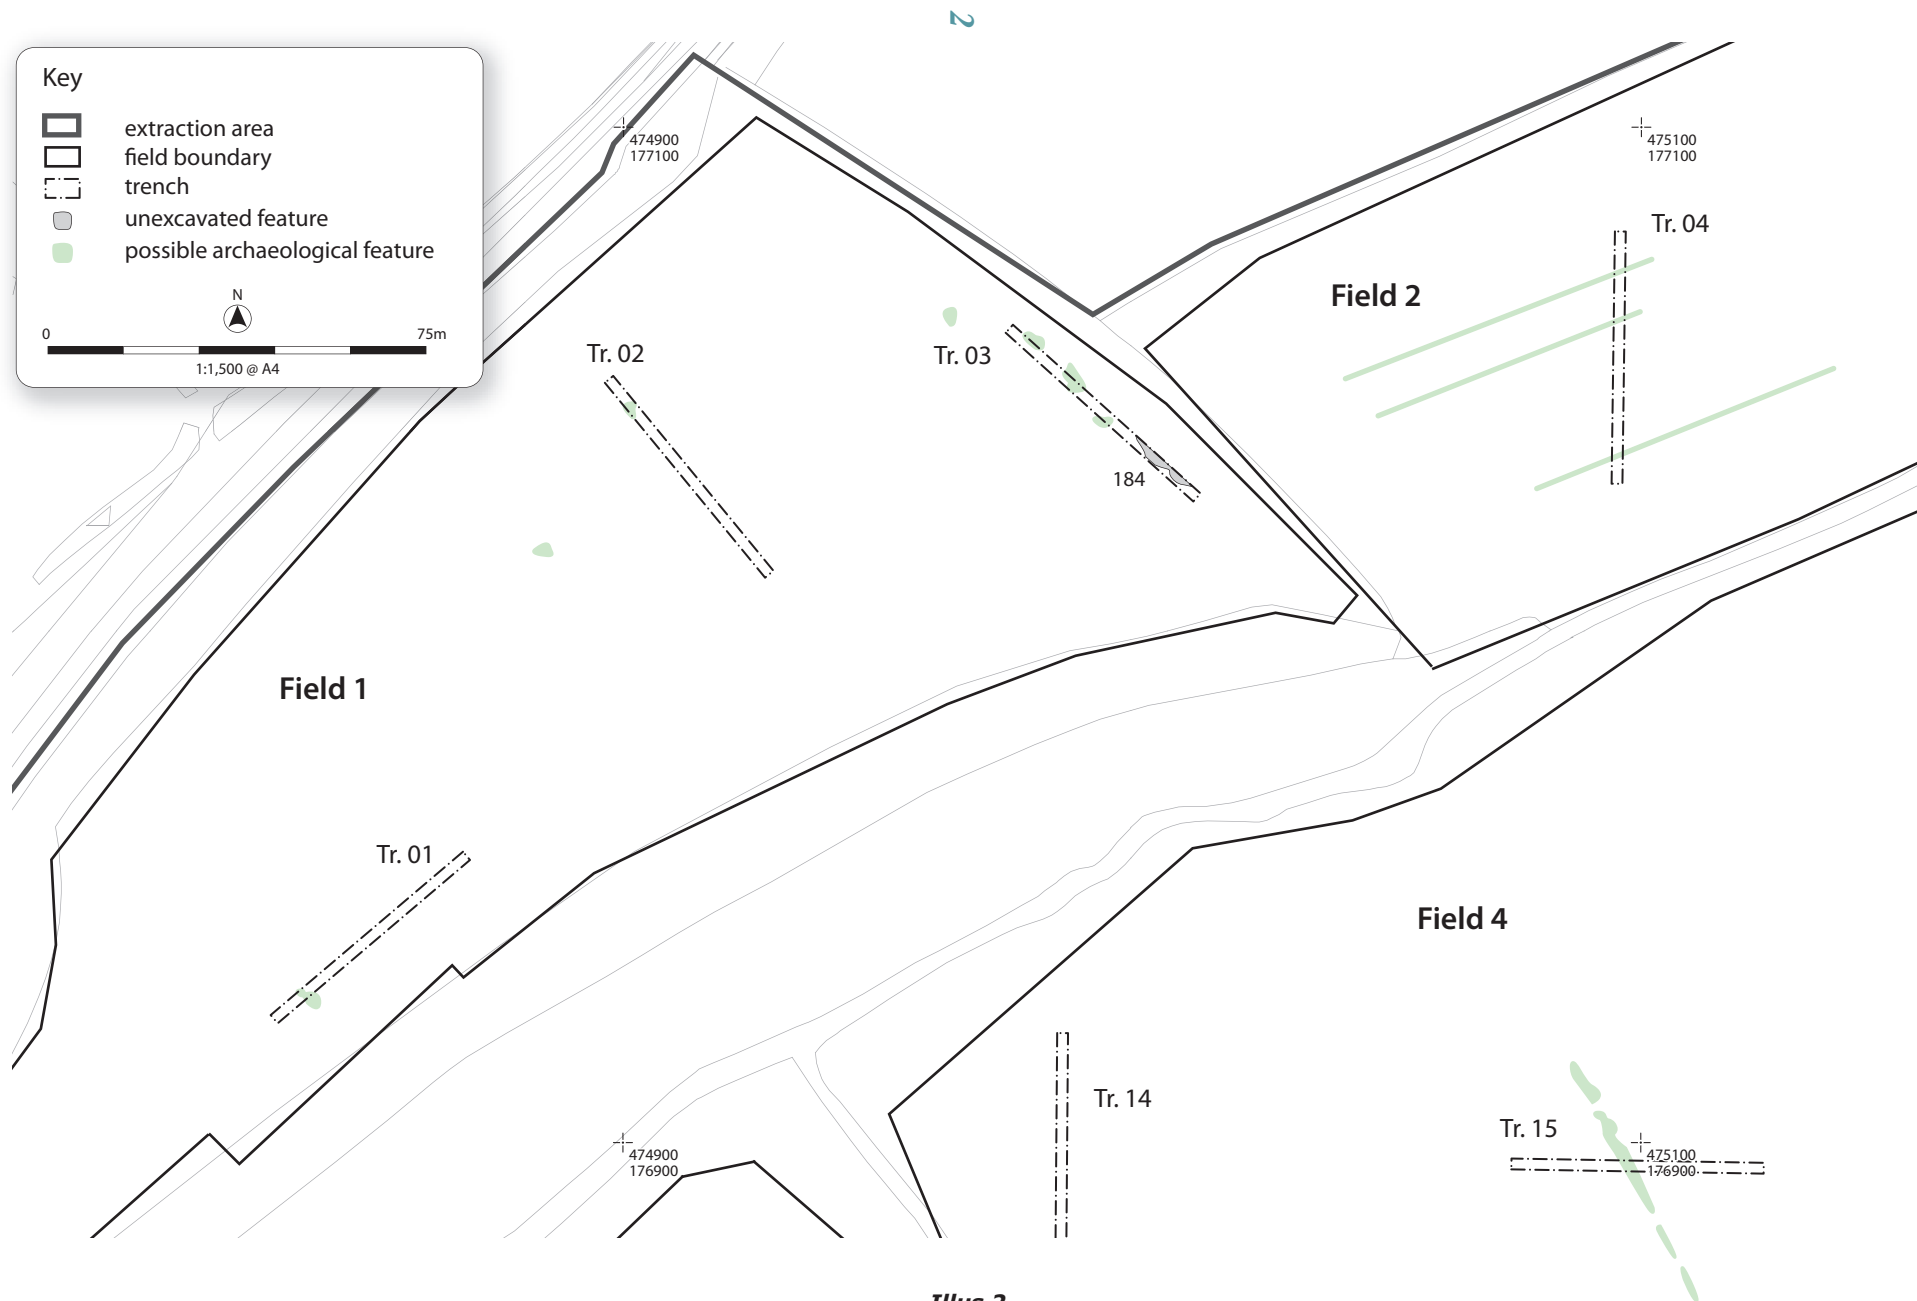 2
Key
extraction area
field boundary
trench
unexcavated feature
possible archaeological feature
N
0 75m
1:1,500 @ A4
474900
177100
475100
177100
Tr. 04
Field 2
Tr. 02
Tr. 03
184
Field 1
Tr. 01
Field 4
Tr. 14
Tr. 15
474900
176900
475100
176900